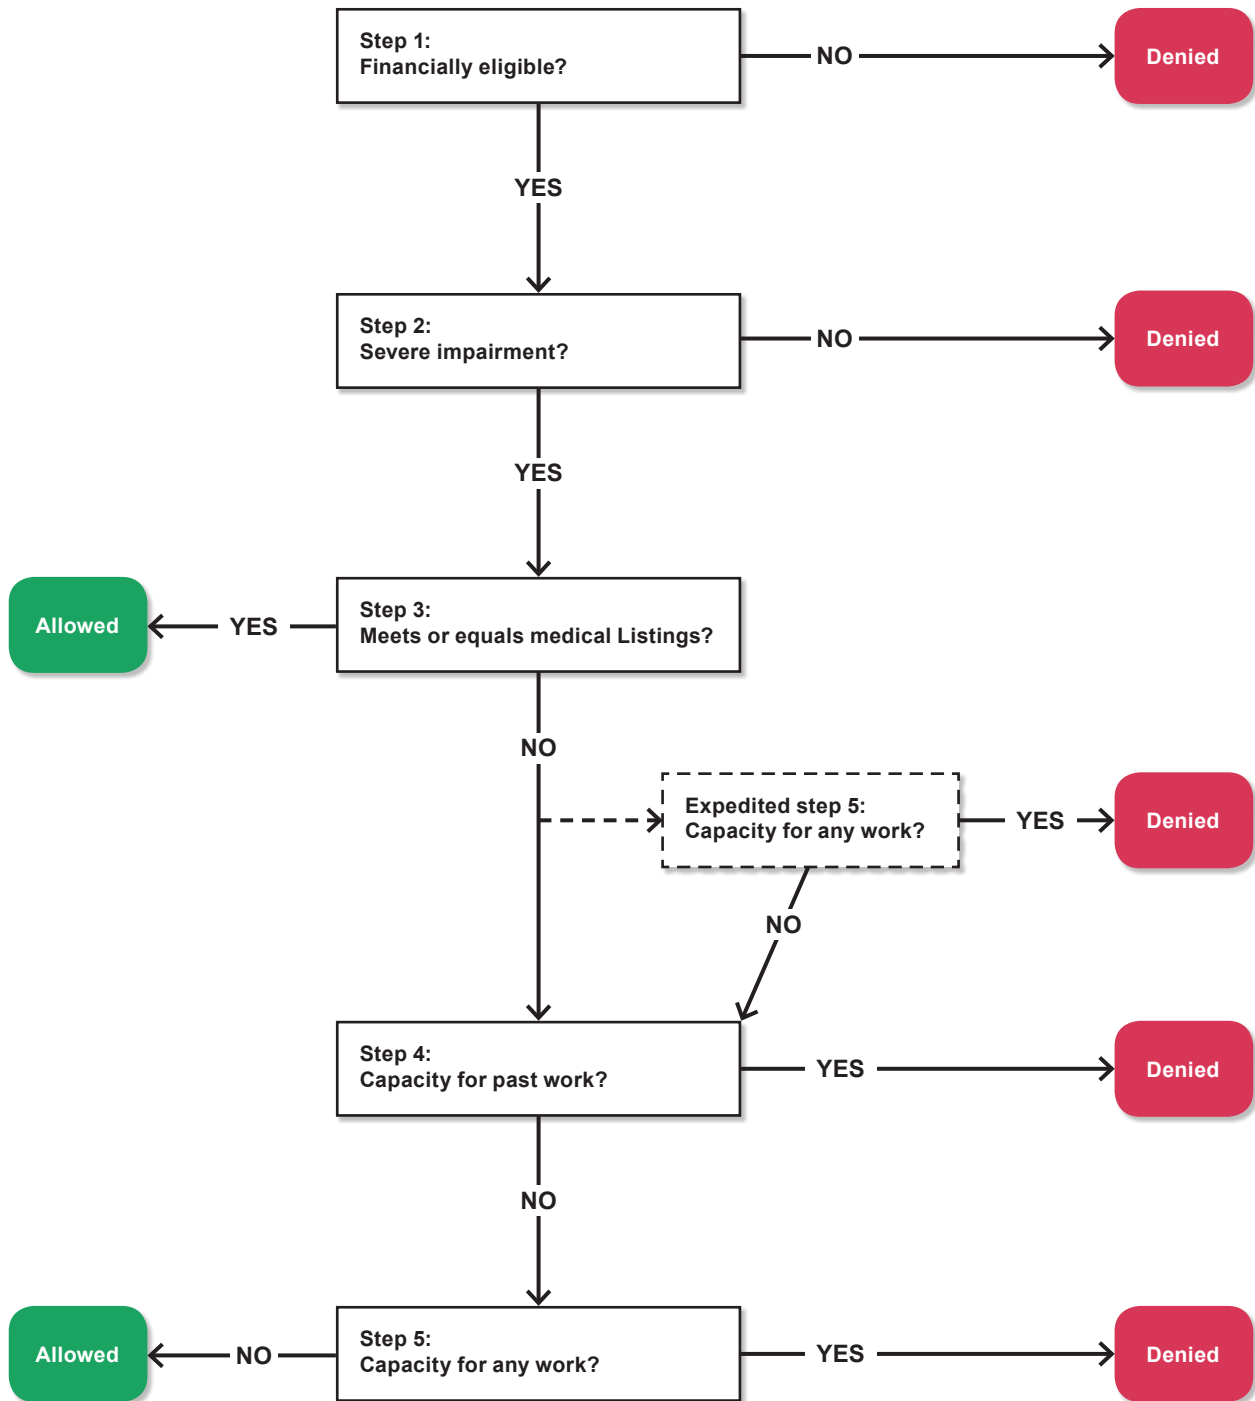 Step 1:
Financially eligible?
NO
Denied
YES
Step 2:
Severe impairment?
NO
Denied
YES
Allowed
YES
Step 3:
Meets or equals medical Listings?
NO
Expedited step 5:
Capacity for any work?
YES
Denied
NO
Step 4:
Capacity for past work?
YES
Denied
NO
Allowed
NO
Step 5:
Capacity for any work?
YES
Denied